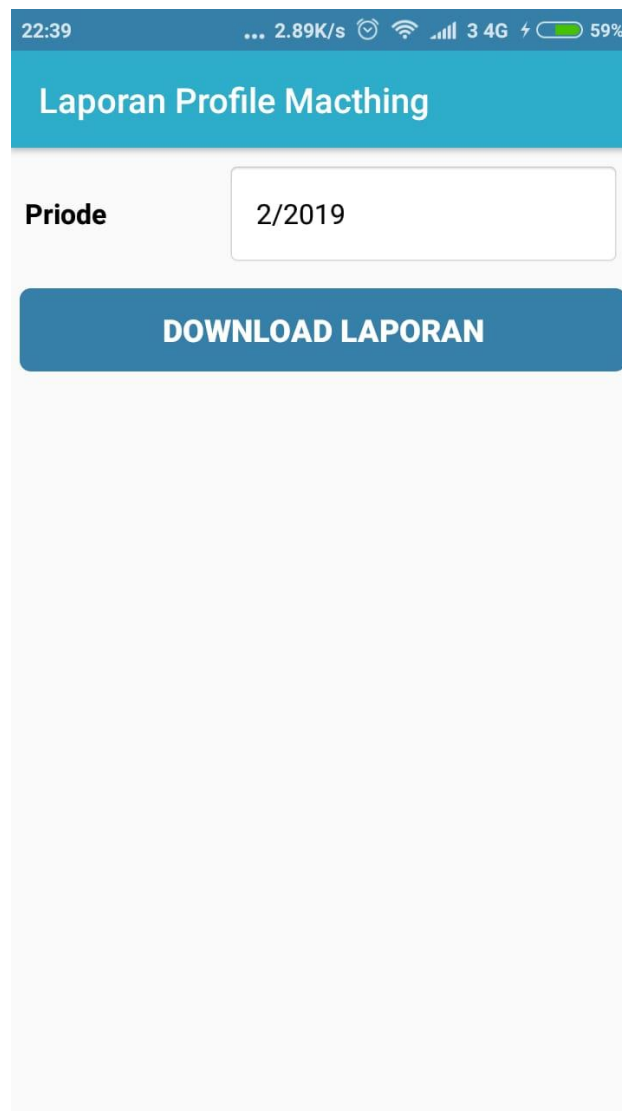 22:39 ... 2.89K/s 3 4G 59%
Laporan Profile Macthing
Priode 2/2019
DOWNLOAD LAPORAN